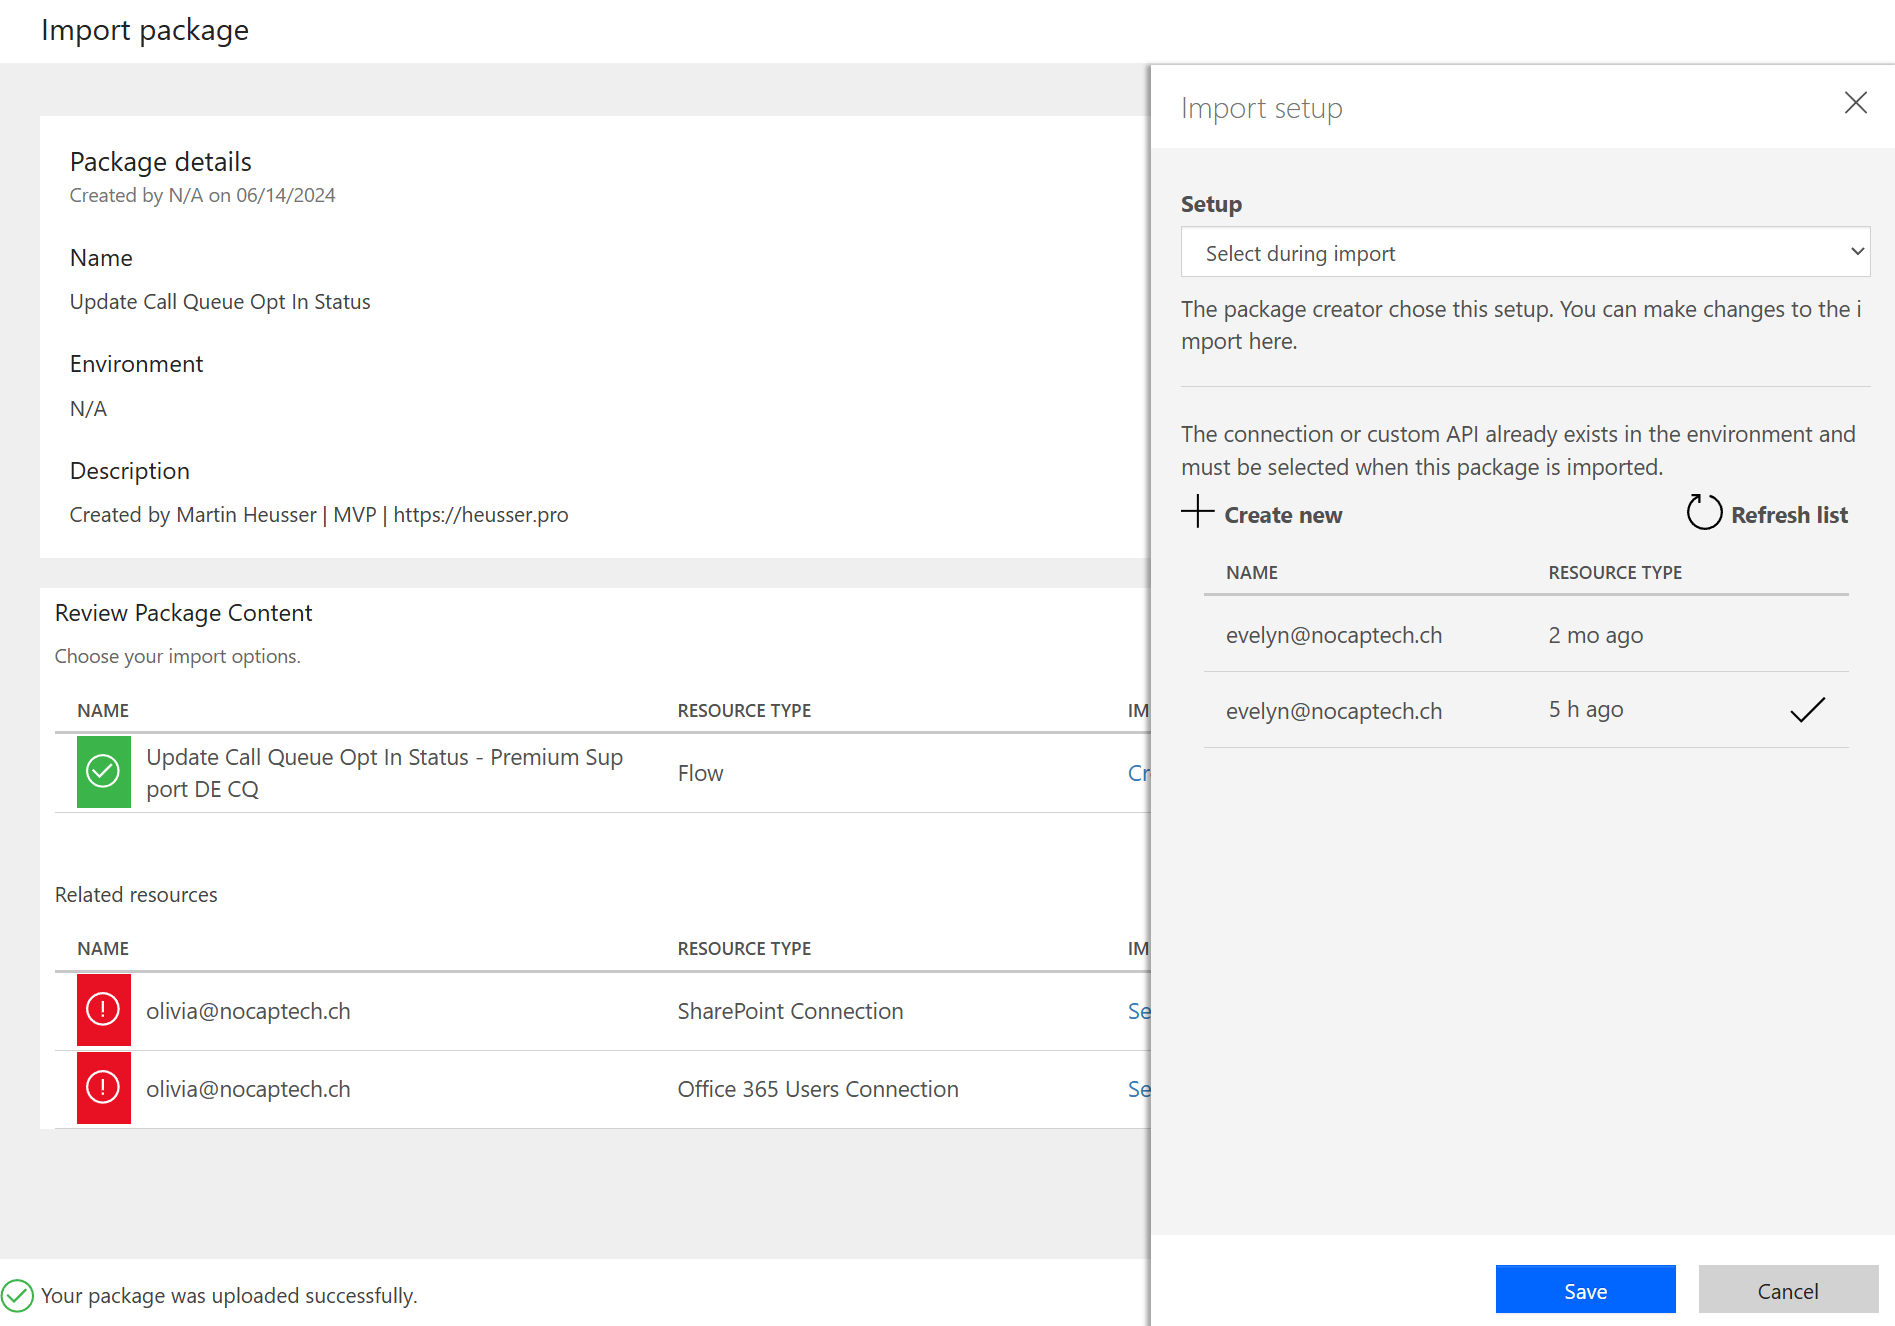 Import package
Package details
Created by N/A on 06/14/2024
Name
Update Call Queue Opt In Status
Environment
N/A
Description
Created by Martin Heusser | MVP | https://heusser.pro
Review Package Content
Choose your import options.
NAME RESOURCE TYPE IM
Update Call Queue Opt In Status - Premium Sup
port DE CQ
Flow Cr
Related resources
NAME RESOURCE TYPE IM
olivia@nocaptech.ch SharePoint Connection Se
olivia@nocaptech.ch Office 365 Users Connection Se
Your package was uploaded successfully.
Import setup
Setup
Select during import
The package creator chose this setup. You can make changes to the i
mport here.
The connection or custom API already exists in the environment and
must be selected when this package is imported.
Create new Refresh list
NAME RESOURCE TYPE
evelyn@nocaptech.ch 2 mo ago
evelyn@nocaptech.ch 5 h ago
Save Cancel